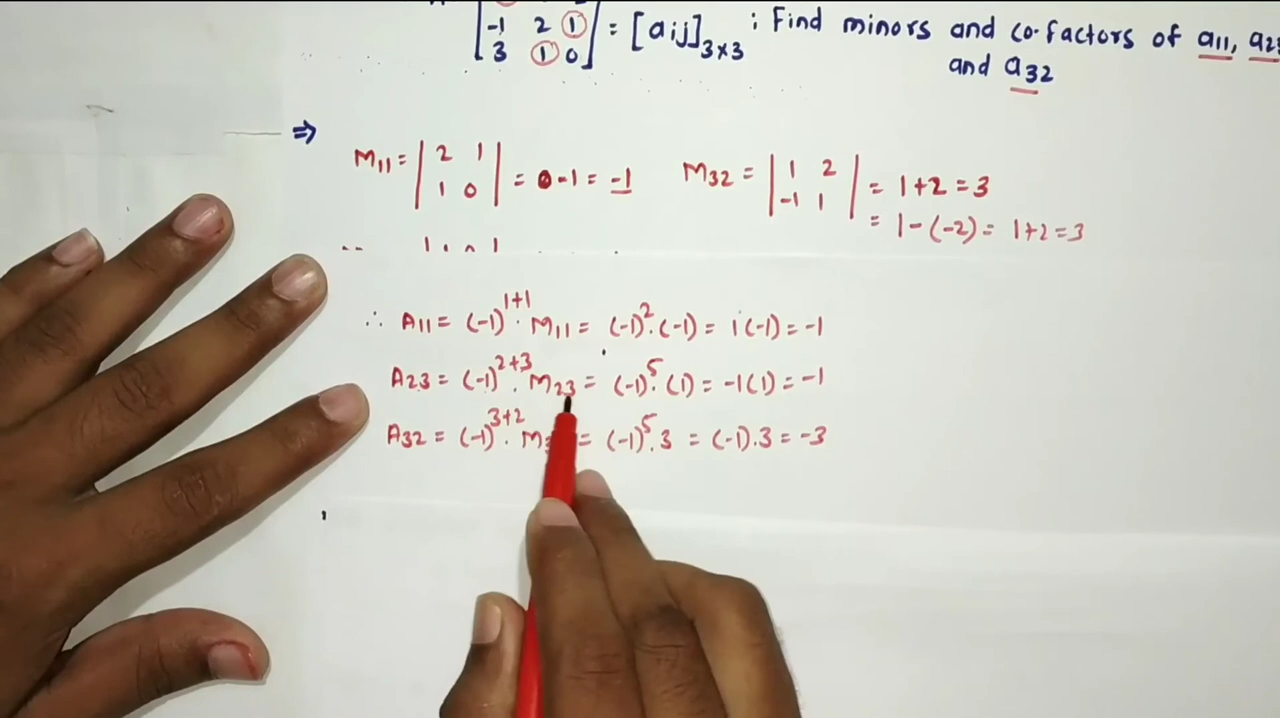 -1 2 1 = [aij]3×3 ; Find minors and co-factors of a11,
3 1 0 and a32
⇒
M11 = | 2 1 | = 0-1 = -1 M32 = | 1 2 | = 1+2 = 3
| 1 0 | | -1 1 | = 1-(-2) = 1+2=3
∴ A11 = (-1)^1+1 . M11 = (-1)^2 . (-1) = 1(-1) = -1
A23 = (-1)^2+3 . M23 = (-1)^5 . (1) = -1(1) = -1
A32 = (-1)^3+2 . = (-1)^5 . 3 = (-1).3 = -3